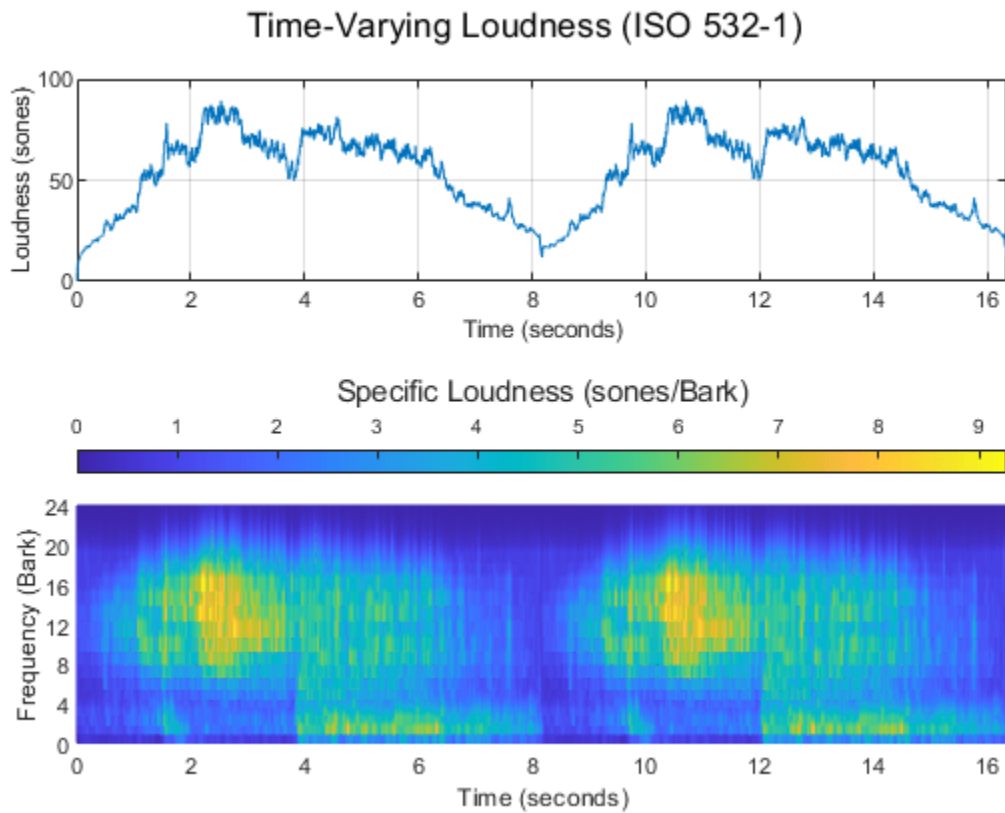 Time-Varying Loudness (ISO 532-1)
100
50
0
Loudness (sones)
0 2 4 6 8 10 12 14 16
Time (seconds)
Specific Loudness (sones/Bark)
0 1 2 3 4 5 6 7 8 9
24
20
16
12
8
4
0
Frequency (Bark)
0 2 4 6 8 10 12 14 16
Time (seconds)